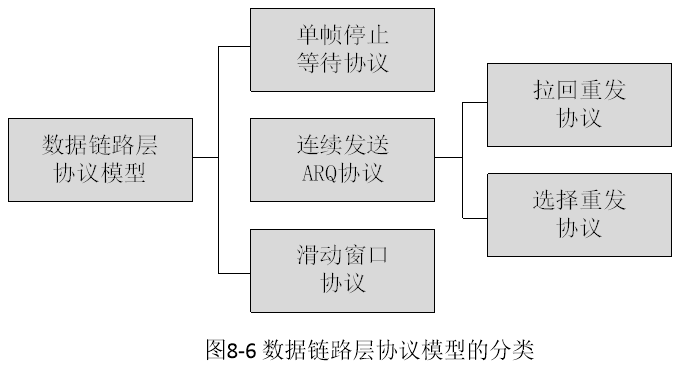 数据链路层
协议模型
单帧停止
等待协议
连续发送
ARQ协议
滑动窗口
协议
拉回重发
协议
选择重发
协议
图8-6 数据链路层协议模型的分类